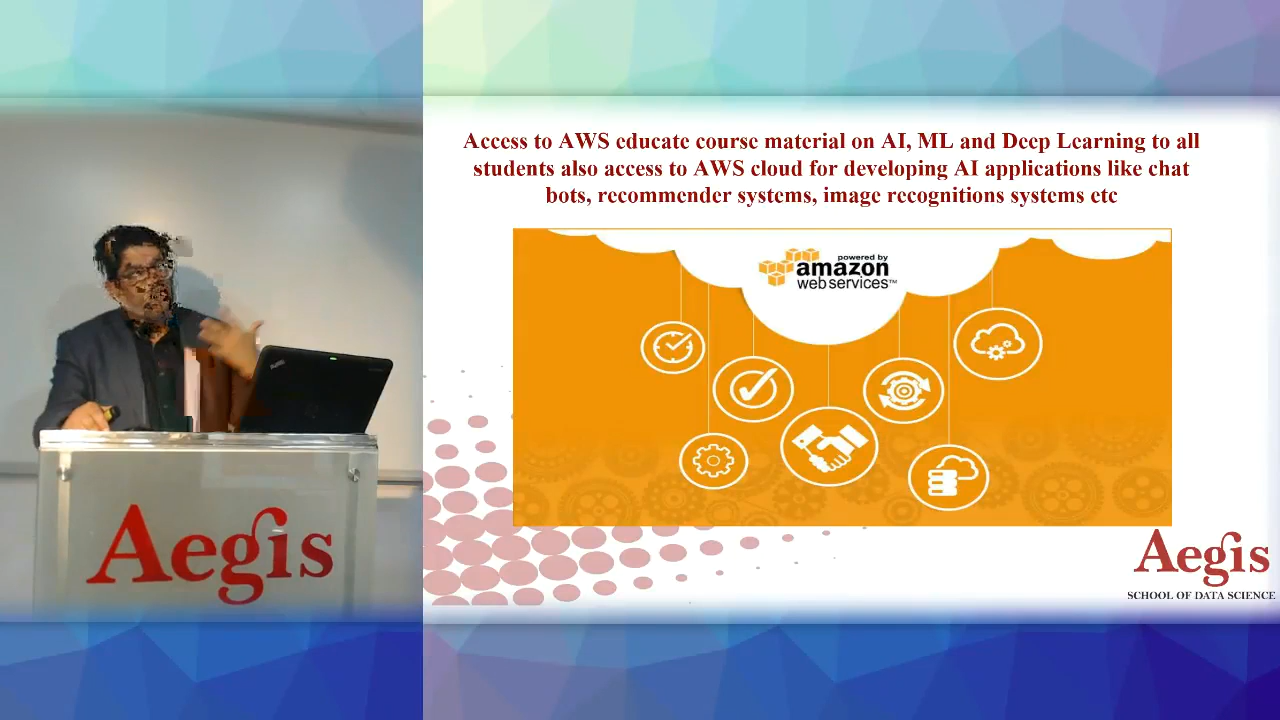 Access to AWS educate course material on AI, ML and Deep Learning to all
students also access to AWS cloud for developing AI applications like chat
bots, recommender systems, image recognitions systems etc
powered by
amazon
web services™
Aegis
Aegis
SCHOOL OF DATA SCIENCE